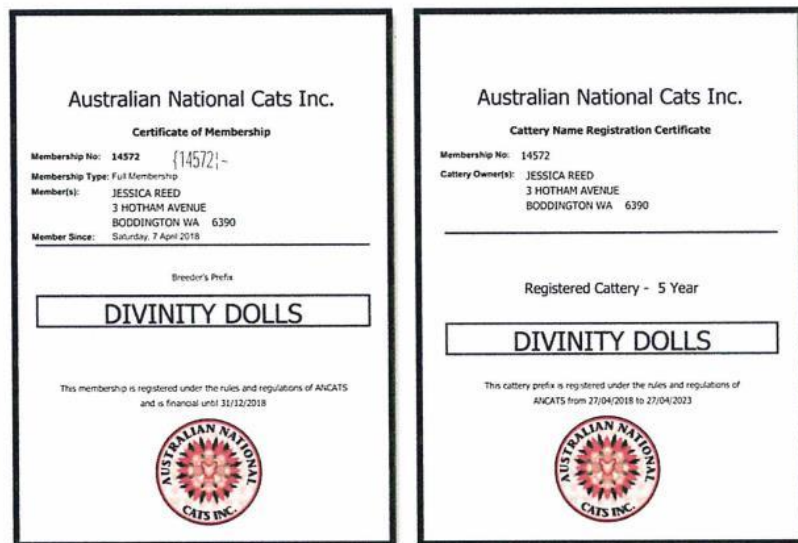 Australian National Cats Inc.
Certificate of Membership
Membership No: 14572 {14572}-
Membership Type: Full Membership
Member(s): JESSICA REED
3 HOTHAM AVENUE
BODDINGTON WA 6390
Member Since: Saturday, 7 April 2018
Breeder's Prefix
DIVINITY DOLLS
This membership is registered under the rules and regulations of ANCATS
and is financial until 31/12/2018
AUSTRALIAN NATIONAL
CATS INC.
Australian National Cats Inc.
Cattery Name Registration Certificate
Membership No: 14572
Cattery Owner(s): JESSICA REED
3 HOTHAM AVENUE
BODDINGTON WA 6390
Registered Cattery - 5 Year
DIVINITY DOLLS
This cattery prefix is registered under the rules and regulations of
ANCATS from 27/04/2018 to 27/04/2023
AUSTRALIAN NATIONAL
CATS INC.